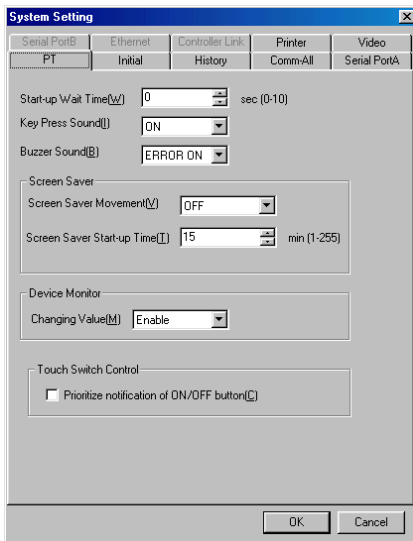 System Setting
Serial PortB Ethernet Controller Link Printer Video
PT Initial History Comm-All Serial PortA
Start-up Wait Time(W) 0 sec (0-10)
Key Press Sound(I) ON
Buzzer Sound(B) ERROR ON
Screen Saver
Screen Saver Movement(V) OFF
Screen Saver Start-up Time(T) 15 min (1-255)
Device Monitor
Changing Value(M) Enable
Touch Switch Control
Prioritize notification of ON/OFF button(C)
OK Cancel